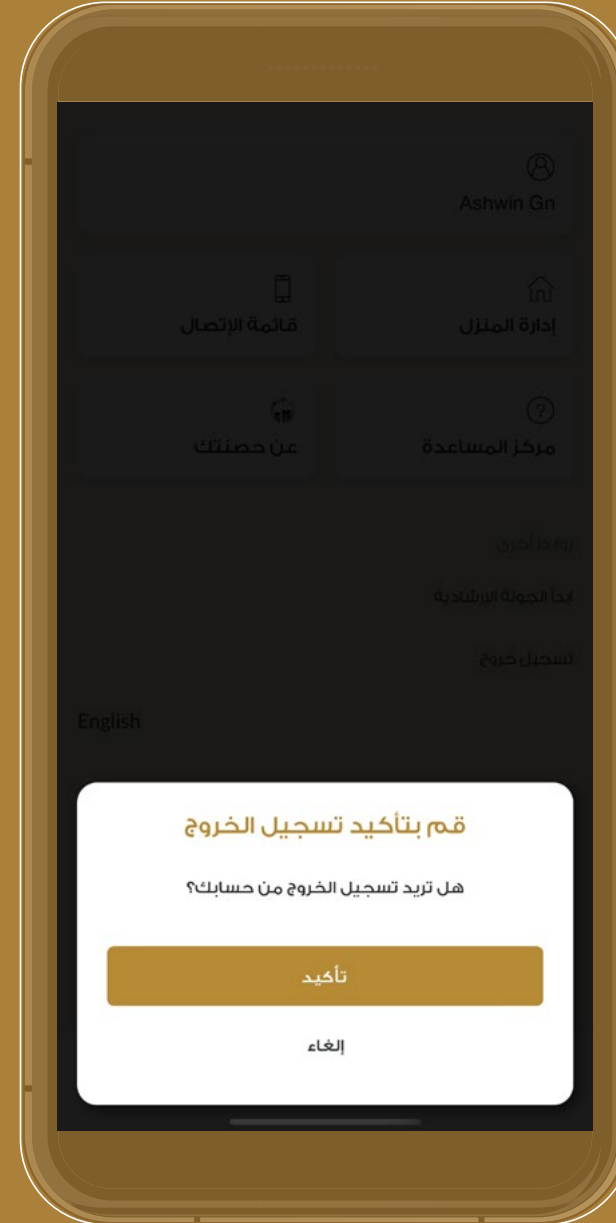 Ashwin Gn
إدارة المنزل
قائمة الإتصال
مركز المساعدة
عن حصنتك
روابط أخرى
ابدأ الجولة الإرشادية
تسجيل خروج
English
قم بتأكيد تسجيل الخروج
هل تريد تسجيل الخروج من حسابك؟
تأكيد
إلغاء